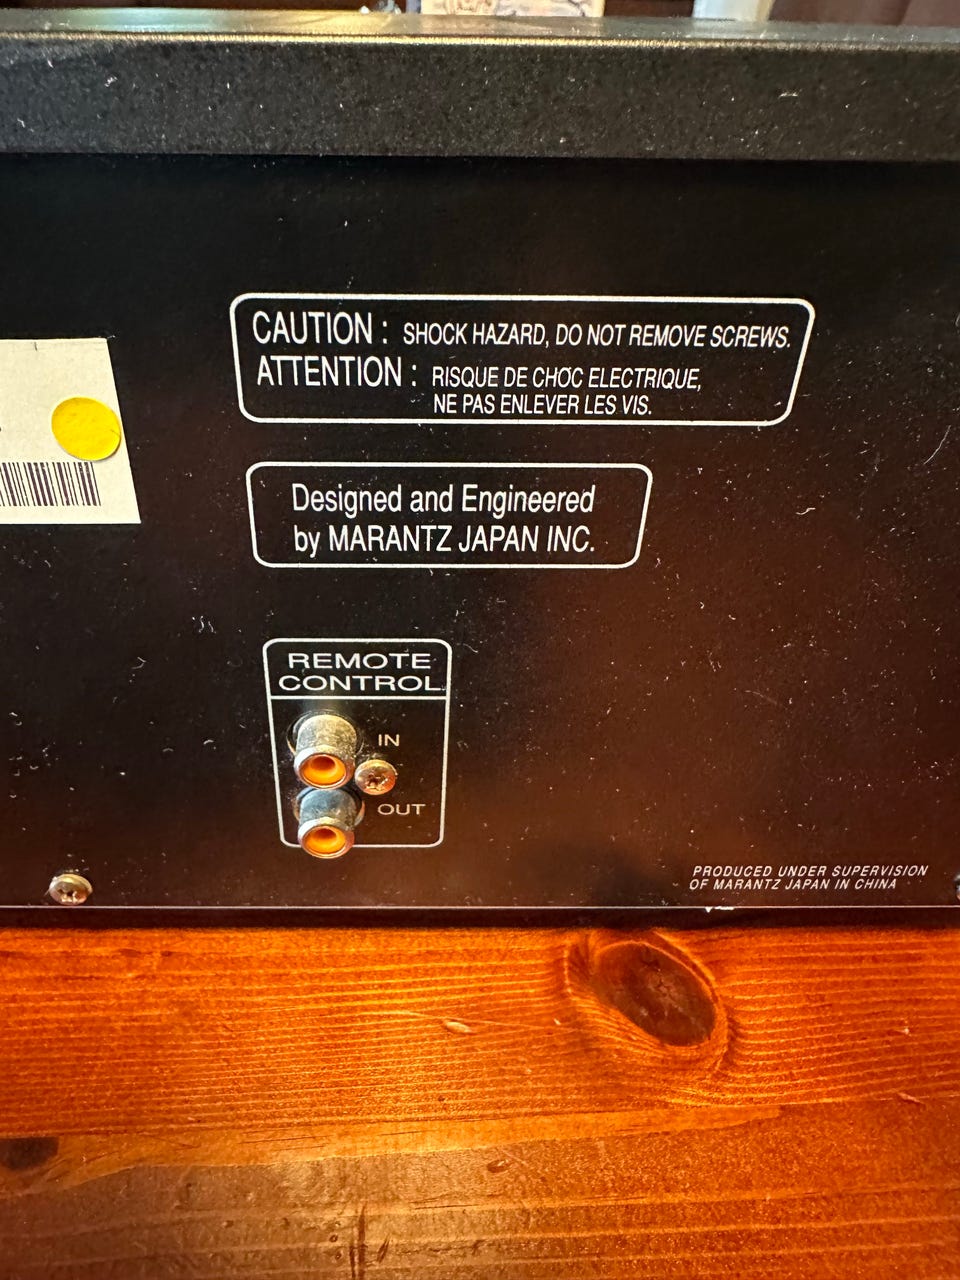 CAUTION : SHOCK HAZARD, DO NOT REMOVE SCREWS.
ATTENTION : RISQUE DE CHOC ELECTRIQUE,
NE PAS ENLEVER LES VIS.
Designed and Engineered
by MARANTZ JAPAN INC.
REMOTE
CONTROL
IN
OUT
PRODUCED UNDER SUPERVISION
OF MARANTZ JAPAN IN CHINA